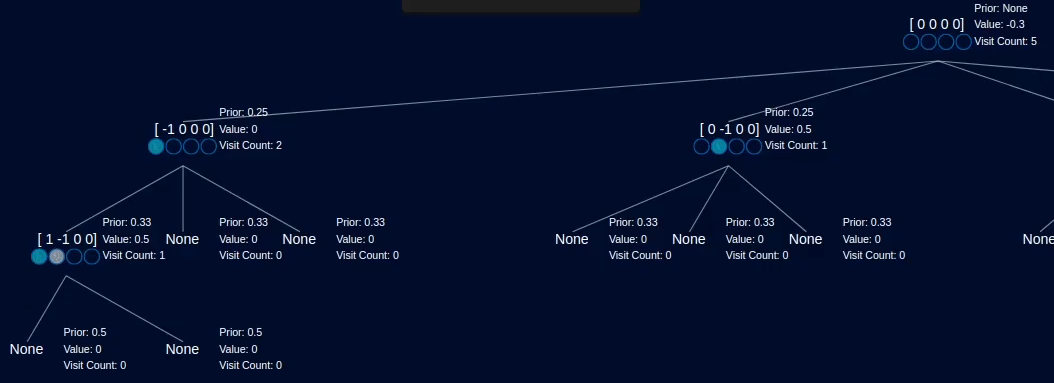 Prior: None
[ 0 0 0 0]
Value: -0.3
Visit Count: 5
Prior: 0.25
[ -1 0 0 0]
Value: 0
Visit Count: 2
Prior: 0.25
[ 0 -1 0 0]
Value: 0.5
Visit Count: 1
Prior: 0.33
[ 1 -1 0 0]
Value: 0.5
Visit Count: 1
None
Prior: 0.33
Value: 0
Visit Count: 0
None
Prior: 0.33
Value: 0
Visit Count: 0
None
Prior: 0.33
Value: 0
Visit Count: 0
None
Prior: 0.33
Value: 0
Visit Count: 0
None
Prior: 0.33
Value: 0
Visit Count: 0
None
None
Prior: 0.5
Value: 0
Visit Count: 0
None
Prior: 0.5
Value: 0
Visit Count: 0